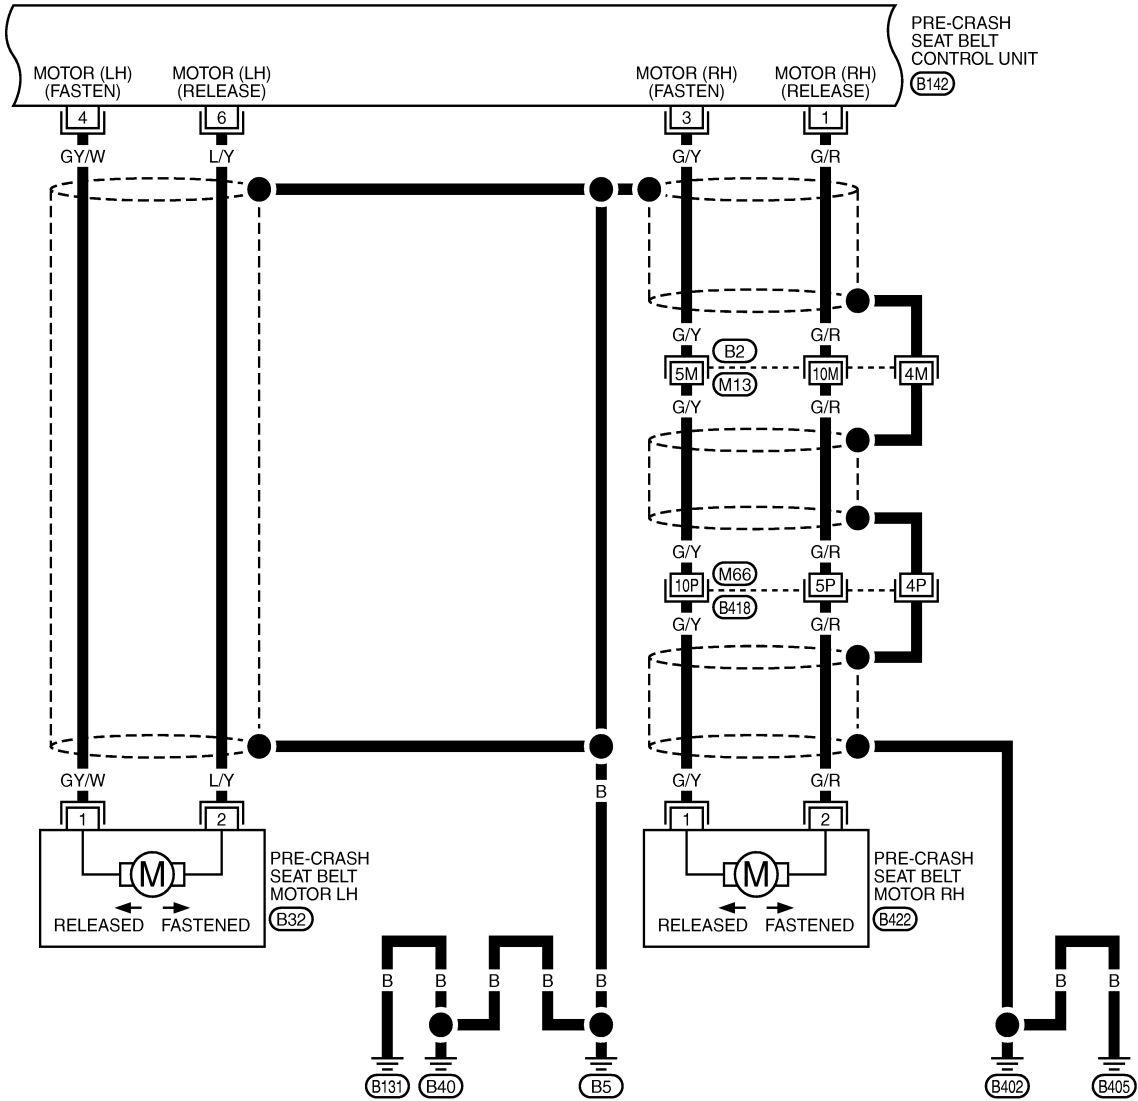 PRE-CRASH
SEAT BELT
CONTROL UNIT
B142
MOTOR (LH)
(FASTEN)
MOTOR (LH)
(RELEASE)
MOTOR (RH)
(FASTEN)
MOTOR (RH)
(RELEASE)
4
6
3
1
GY/W
L/Y
G/Y
G/R
G/Y
G/R
B2
5M
10M
4M
M13
G/Y
G/R
G/Y
G/R
M66
10P
5P
4P
B418
G/Y
G/R
GY/W
L/Y
G/Y
G/R
B
1
2
1
2
M
PRE-CRASH
SEAT BELT
MOTOR LH
B32
RELEASED
FASTENED
M
PRE-CRASH
SEAT BELT
MOTOR RH
B422
RELEASED
FASTENED
B
B
B
B
B
B
B
B131
B40
B5
B402
B405